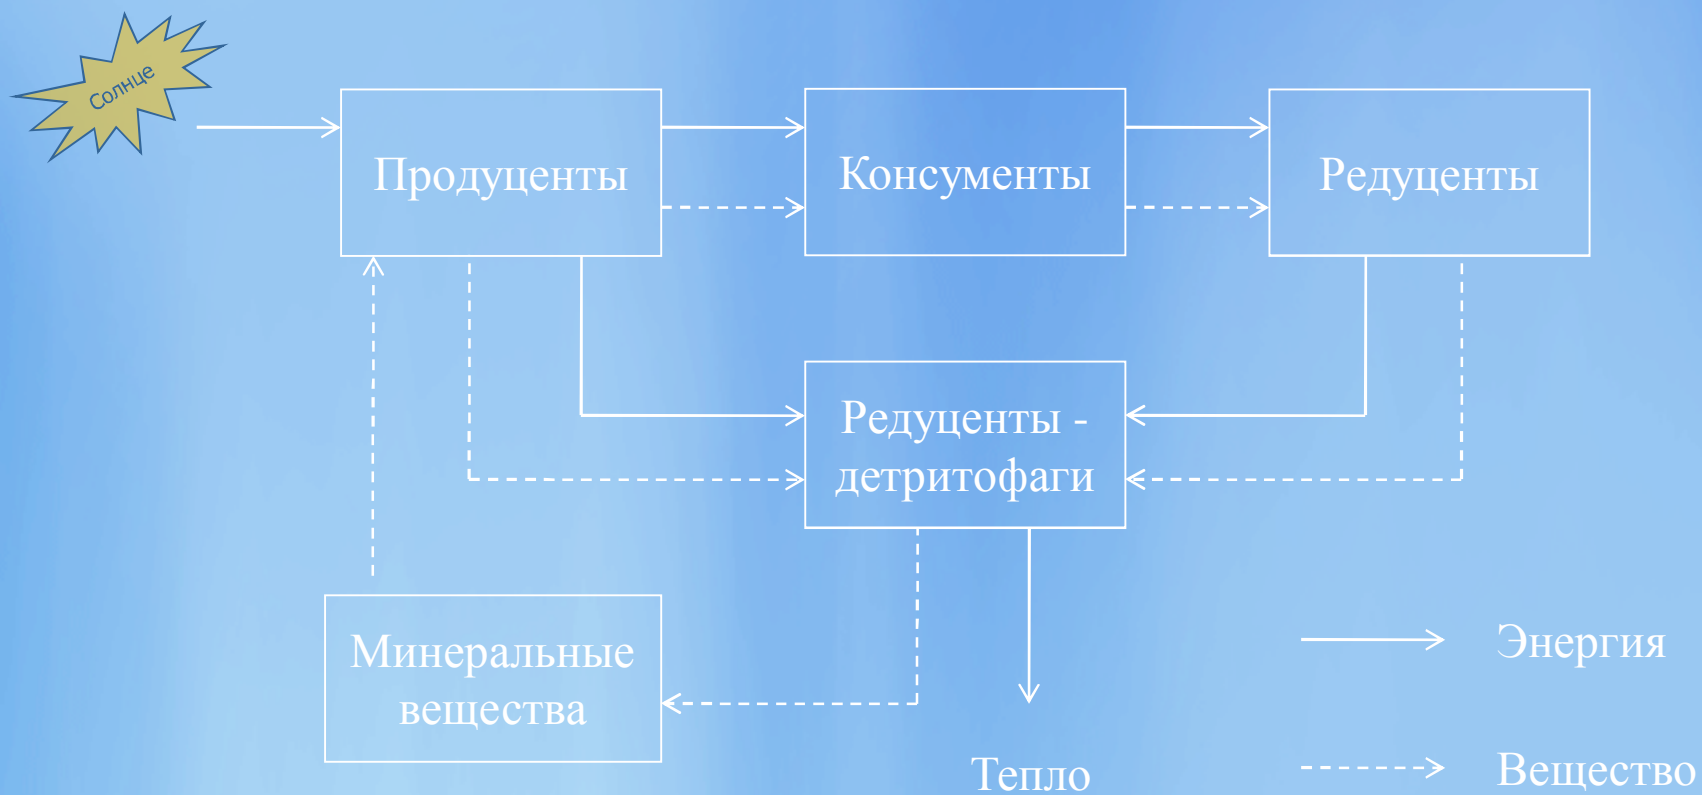 Солнце
Продуценты
Консументы
Редуценты
Редуценты -
детритофаги
Минеральные
вещества
Тепло
Энергия
Вещество